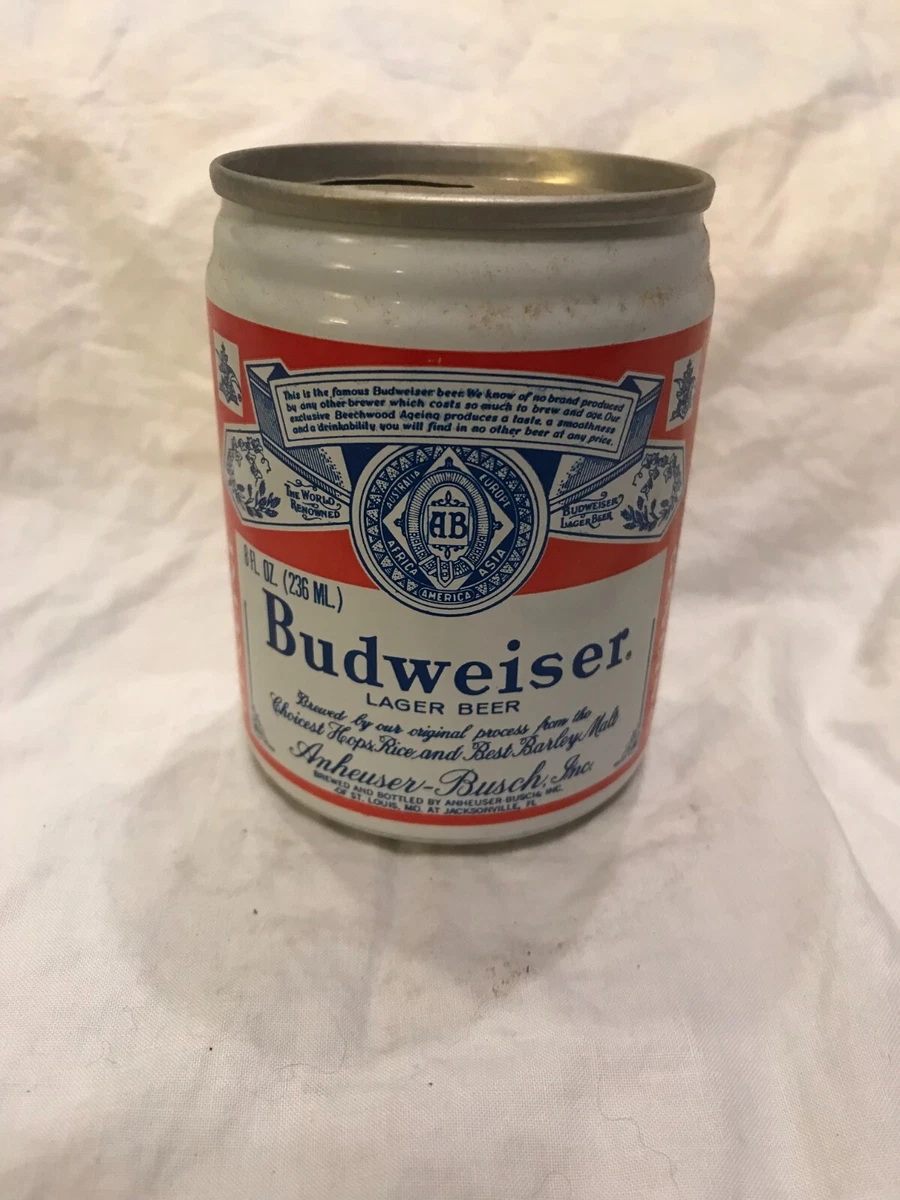 This is the famous Budweiser beer. We know of no brand produced
by any other brewer which costs so much to brew and age. Our
exclusive Beechwood Ageing produces a taste, a smoothness
and a drinkability you will find in no other beer at any price.
THE WORLD
RENOWNED
BUDWEISER
LAGER BEER
AUSTRALIA
EUROPE
AB
AFRICA
ASIA
AMERICA
8 FL. OZ. (236 ML.)
Budweiser.
LAGER BEER
Brewed by our original process from the
Choicest Hops, Rice and Best Barley Malt
Anheuser-Busch, Inc.
BREWED AND BOTTLED BY ANHEUSER-BUSCH, INC.
OF ST. LOUIS, MO. AT JACKSONVILLE, FL